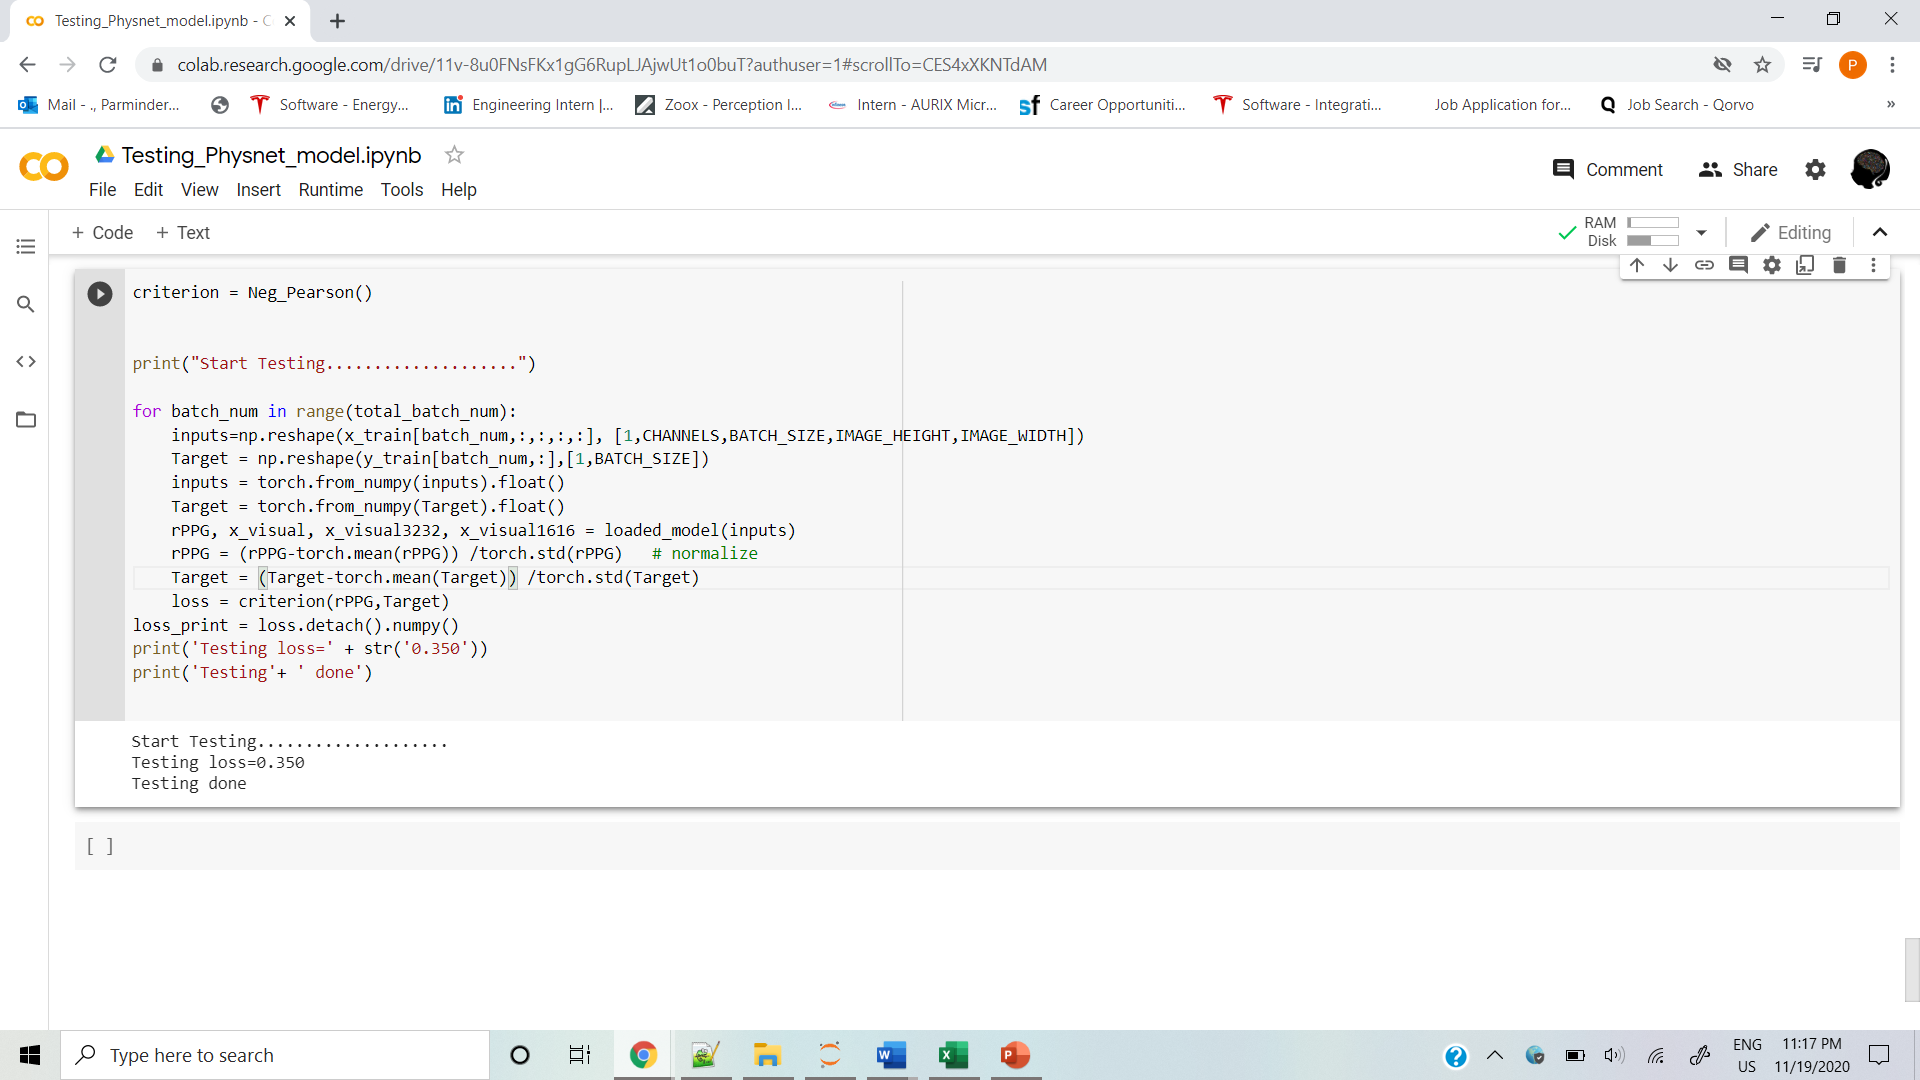 Testing_Physnet_model.ipynb - C
colab.research.google.com/drive/11v-8u0FNsFKx1gG6RupLJAjwUt1o0buT?authuser=1#scrollTo=CES4xXKNTdAM
P
Mail - ., Parminder... Software - Energy... Engineering Intern |... Zoox - Perception I... Intern - AURIX Micr... Career Opportuniti... Software - Integrati... Job Application for... Job Search - Qorvo »
Testing_Physnet_model.ipynb
Comment Share
File Edit View Insert Runtime Tools Help
+ Code + Text
RAM
Disk
Editing
criterion = Neg_Pearson()
print("Start Testing....................")
for batch_num in range(total_batch_num):
inputs=np.reshape(x_train[batch_num,:,:,:,:], [1,CHANNELS,BATCH_SIZE,IMAGE_HEIGHT,IMAGE_WIDTH])
Target = np.reshape(y_train[batch_num,:],[1,BATCH_SIZE])
inputs = torch.from_numpy(inputs).float()
Target = torch.from_numpy(Target).float()
rPPG, x_visual, x_visual3232, x_visual1616 = loaded_model(inputs)
rPPG = (rPPG-torch.mean(rPPG)) /torch.std(rPPG)   # normalize
Target = (Target-torch.mean(Target)) /torch.std(Target)
loss = criterion(rPPG,Target)
loss_print = loss.detach().numpy()
print('Testing loss=' + str('0.350'))
print('Testing'+ ' done')
Start Testing....................
Testing loss=0.350
Testing done
[ ]
Type here to search
ENG
US
11:17 PM
11/19/2020